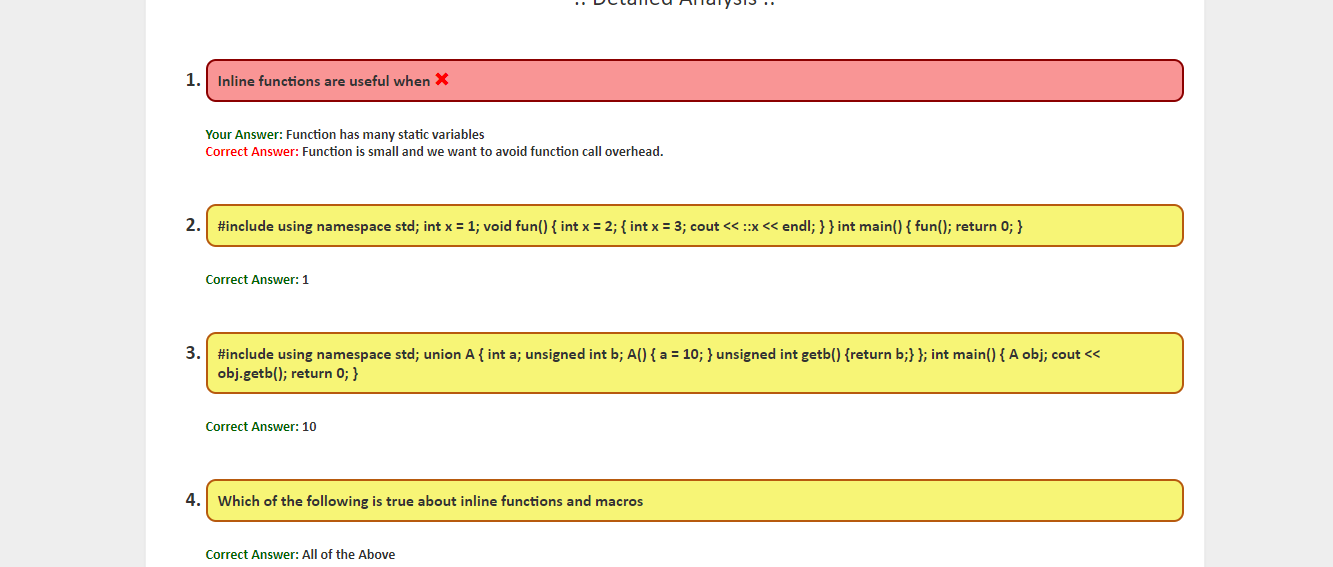 .: Detailed Analysis :.
1. Inline functions are useful when ✖
Your Answer: Function has many static variables
Correct Answer: Function is small and we want to avoid function call overhead.
2. #include using namespace std; int x = 1; void fun() { int x = 2; { int x = 3; cout << ::x << endl; } } int main() { fun(); return 0; }
Correct Answer: 1
3. #include using namespace std; union A { int a; unsigned int b; A() { a = 10; } unsigned int getb() {return b;} }; int main() { A obj; cout <<
obj.getb(); return 0; }
Correct Answer: 10
4. Which of the following is true about inline functions and macros
Correct Answer: All of the Above